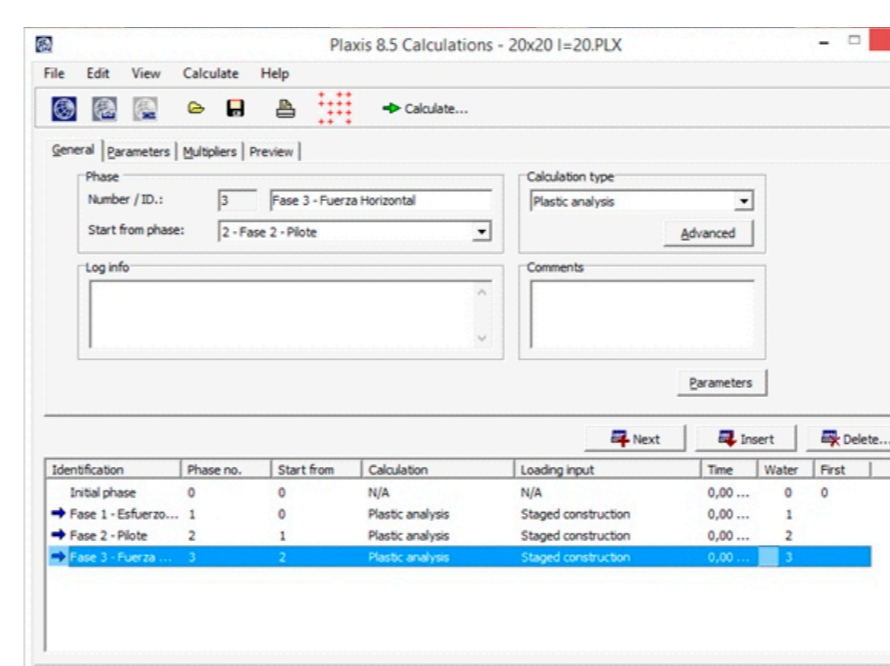 Plaxis 8.5 Calculations - 20x20 I=20.PLX
File Edit View Calculate Help
Calculate...
General Parameters Multipliers Preview
Phase
Number / ID.: 3 Fase 3 - Fuerza Horizontal
Start from phase: 2 - Fase 2 - Pilote
Calculation type
Plastic analysis
Advanced
Log info
Comments
Parameters
Next Insert Delete...
Identification Phase no. Start from Calculation Loading input Time Water First
Initial phase 0 0 N/A N/A 0,00 ... 0 0
Fase 1 - Esfuerzo... 1 0 Plastic analysis Staged construction 0,00 ... 1
Fase 2 - Pilote 2 1 Plastic analysis Staged construction 0,00 ... 2
Fase 3 - Fuerza ... 3 2 Plastic analysis Staged construction 0,00 ... 3